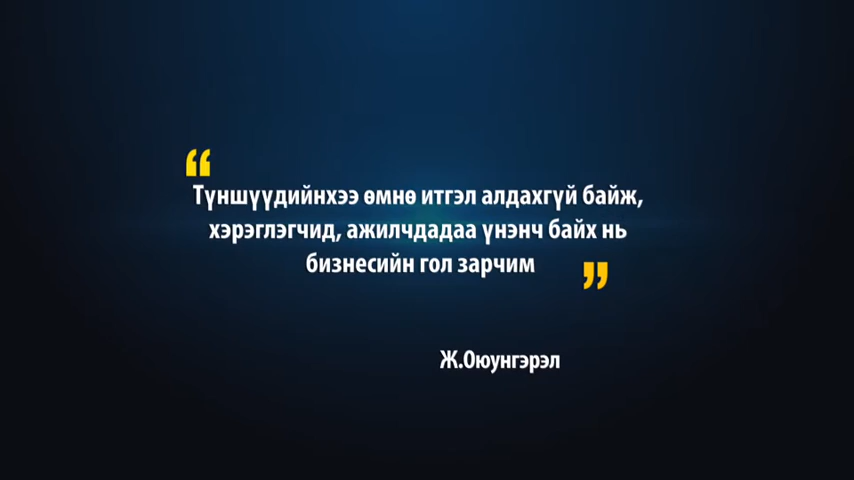 “
Түншүүдийнхээ өмнө итгэл алдахгүй байж,
хэрэглэгчид, ажилчдадаа үнэнч байх нь
бизнесийн гол зарчим
”
Ж.Оюунгэрэл